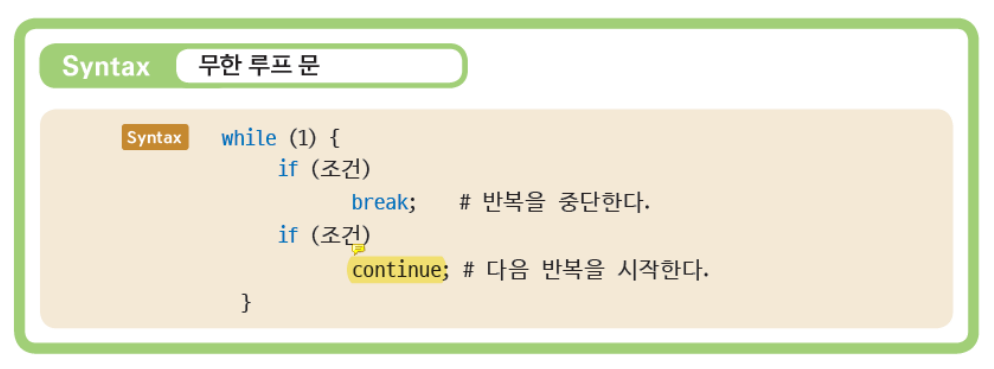 Syntax 무한 루프 문
Syntax while (1) {
if (조건)
break; # 반복을 중단한다.
if (조건)
continue; # 다음 반복을 시작한다.
}